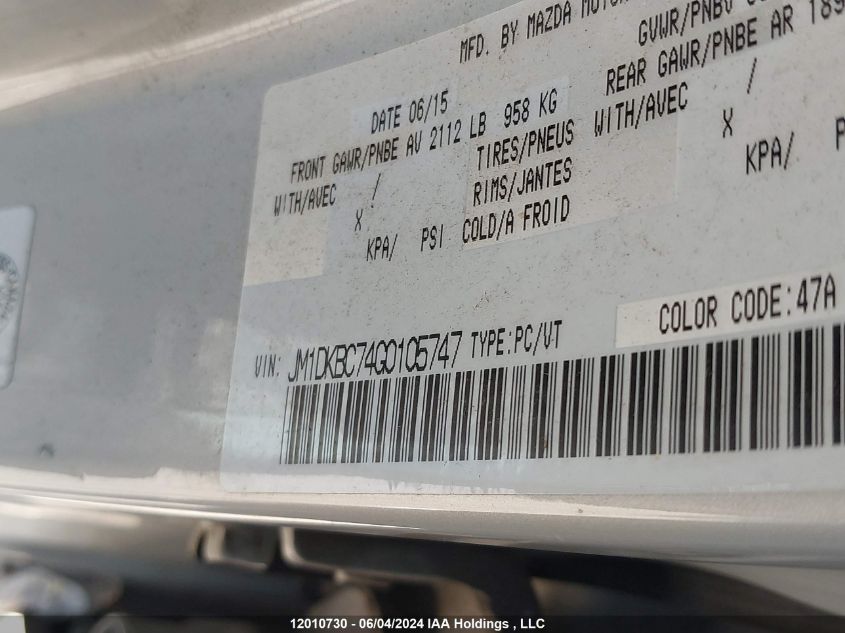 MFD. BY MAZDA
DATE 06/15 GVWR/PNBV
FRONT GAWR/PNBE AV 2112 LB 958 KG REAR GAWR/PNBE AR 189
WITH/AVEC / TIRES/PNEUS WITH/AVEC /
X RIMS/JANTES X
KPA/ PSI COLD/A FROID KPA/ P
VIN: JM1DKBC74G0105747 TYPE:PC/VT COLOR CODE:47A
12010730 - 06/04/2024 IAA Holdings , LLC